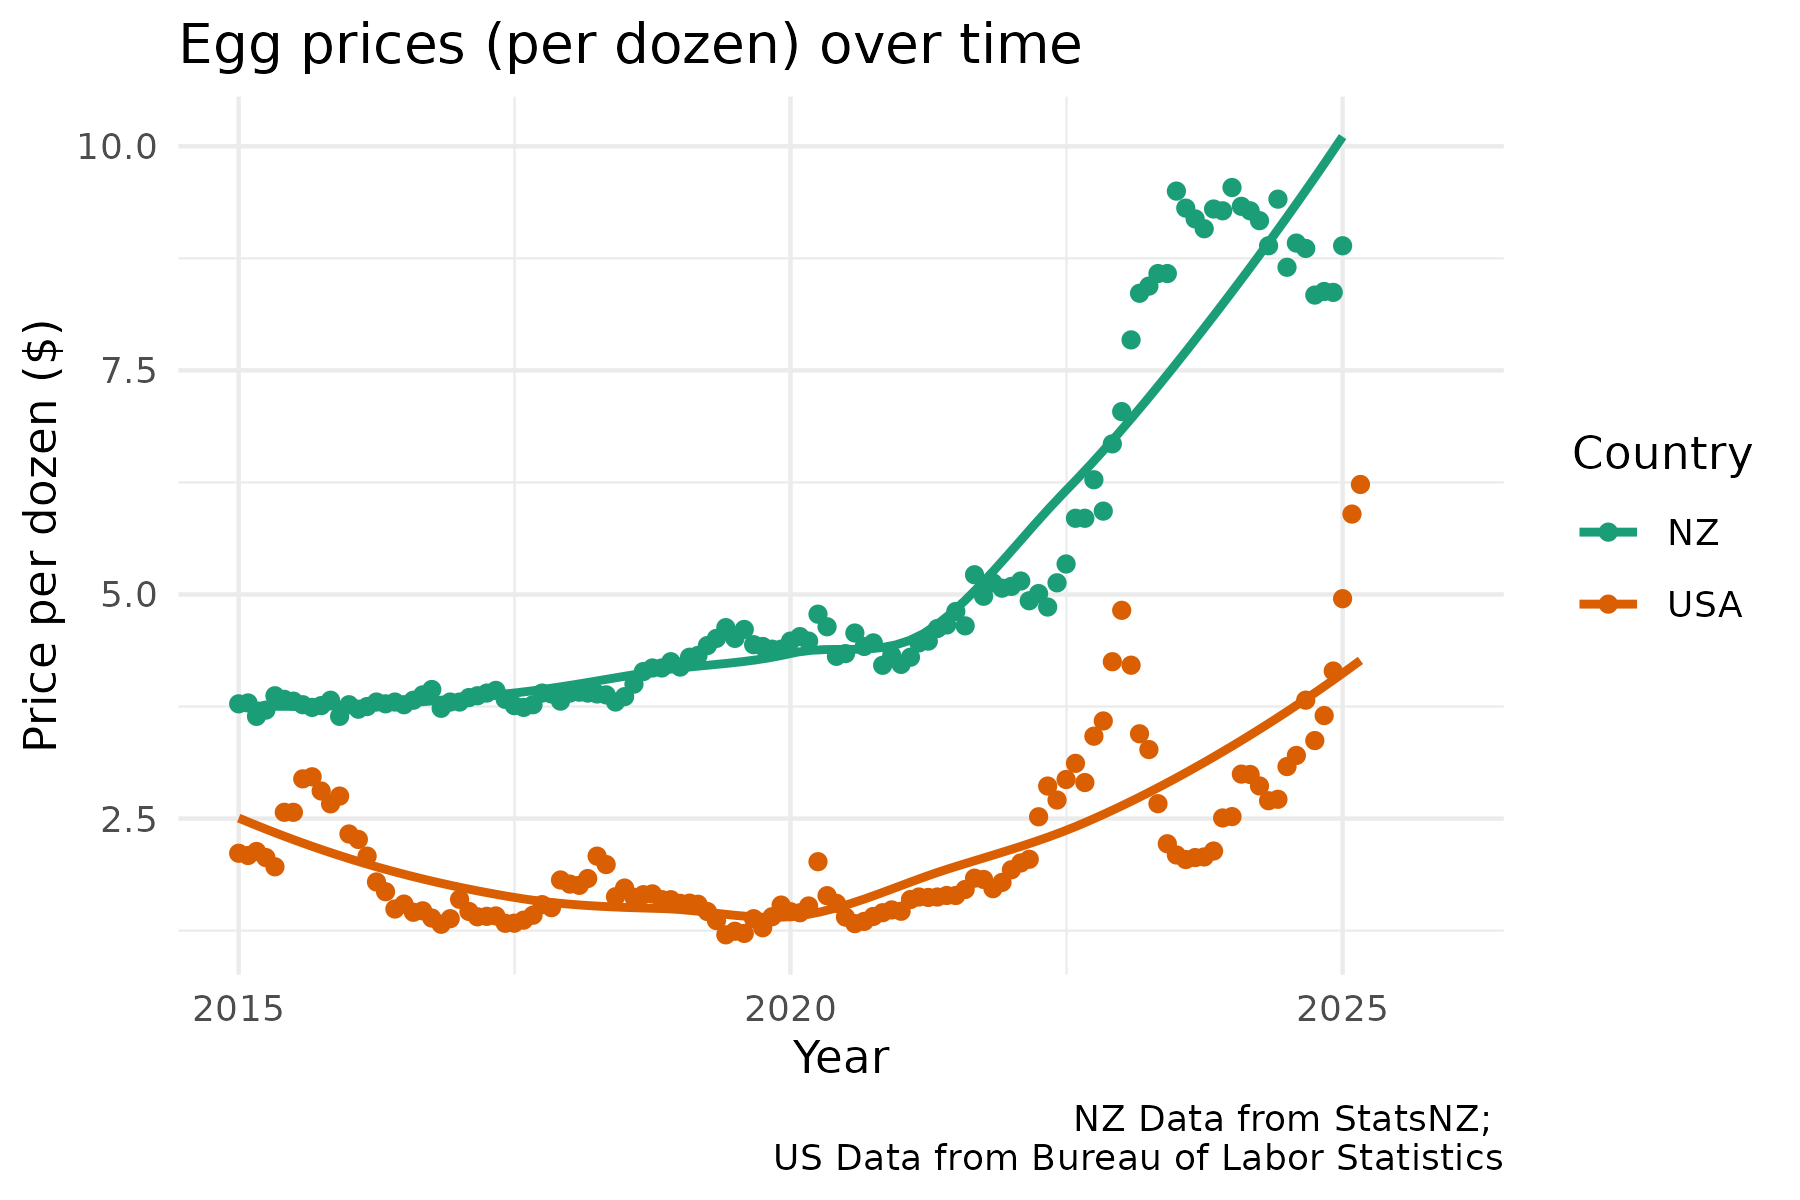 Egg prices (per dozen) over time
Price per dozen ($)
10.0
7.5
5.0
2.5
2015
2020
2025
Year
Country
NZ
USA
NZ Data from StatsNZ;
US Data from Bureau of Labor Statistics